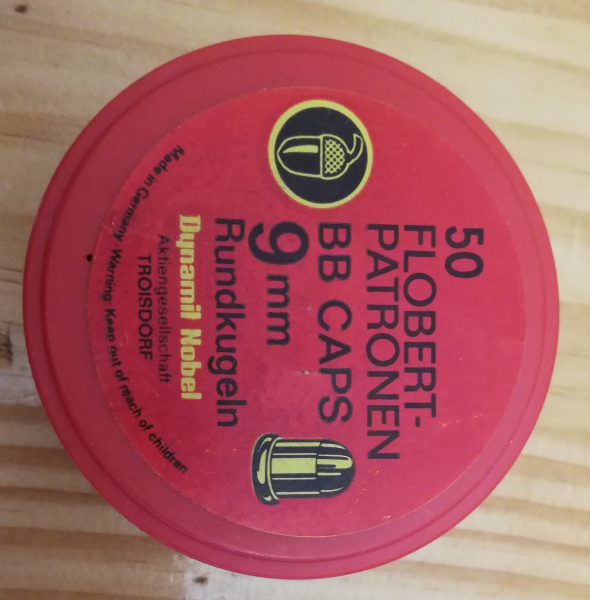 50
FLOBERT-
PATRONEN
BB CAPS
9 mm
Rundkugeln
Dynamit Nobel
Aktiengesellschaft
TROISDORF
Made in Germany. Warning: Keep out of reach of children